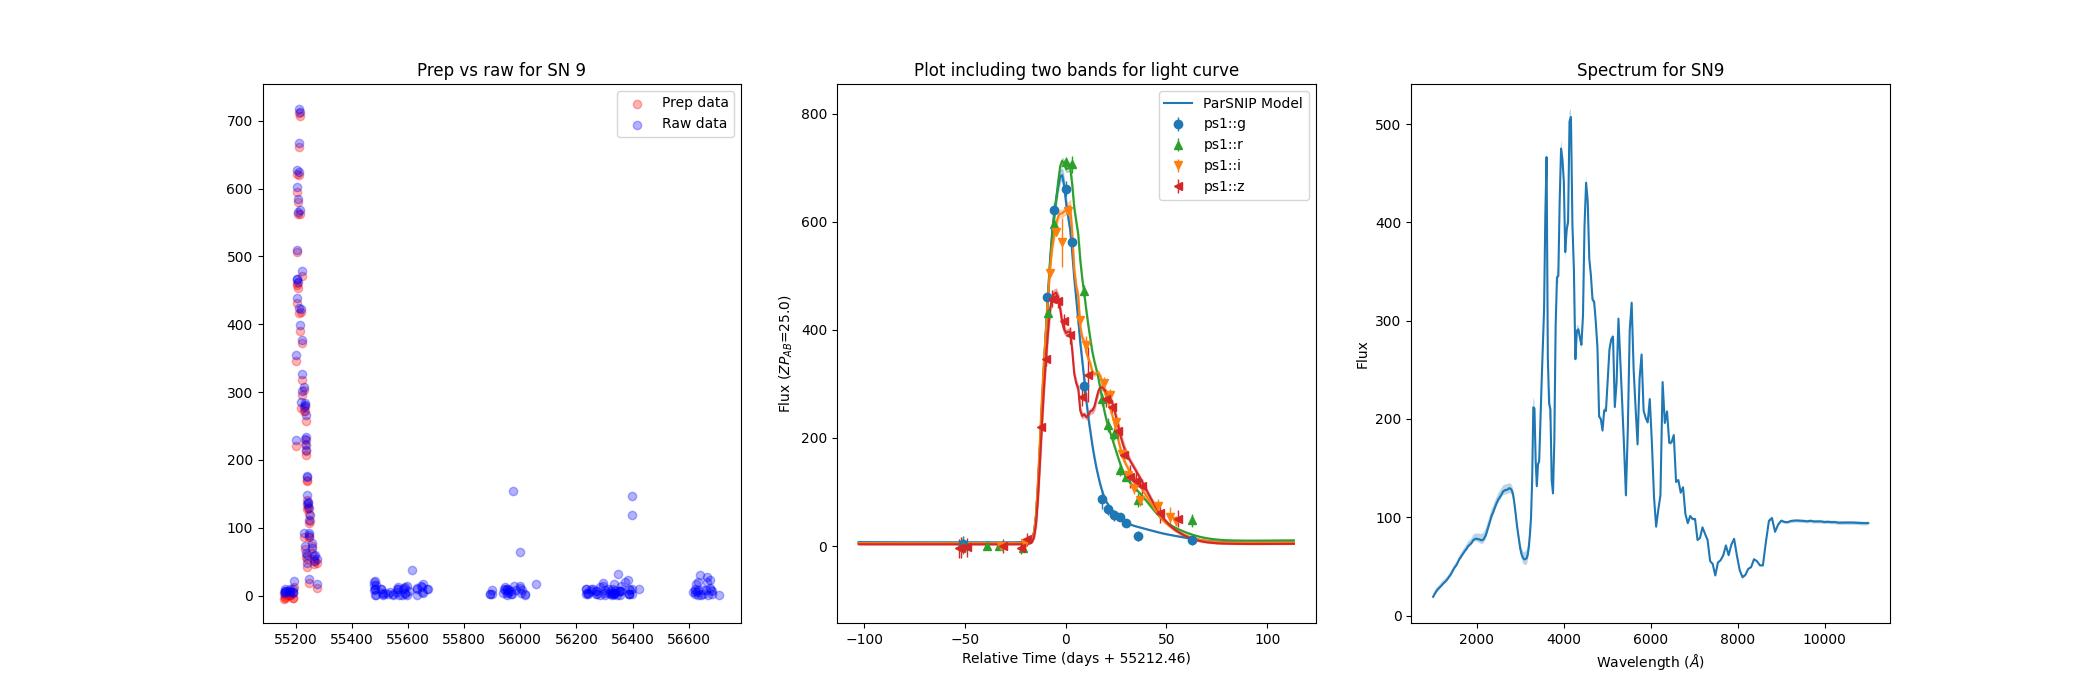 Prep vs raw for SN 9
Prep data
Raw data
700
600
500
400
300
200
100
0
55200
55400
55600
55800
56000
56200
56400
56600
Plot including two bands for light curve
ParSNIP Model
ps1::g
ps1::r
ps1::i
ps1::z
Flux (ZP_AB=25.0)
800
600
400
200
0
−100
−50
0
50
100
Relative Time (days + 55212.46)
Spectrum for SN9
Flux
500
400
300
200
100
0
2000
4000
6000
8000
10000
Wavelength (Å)